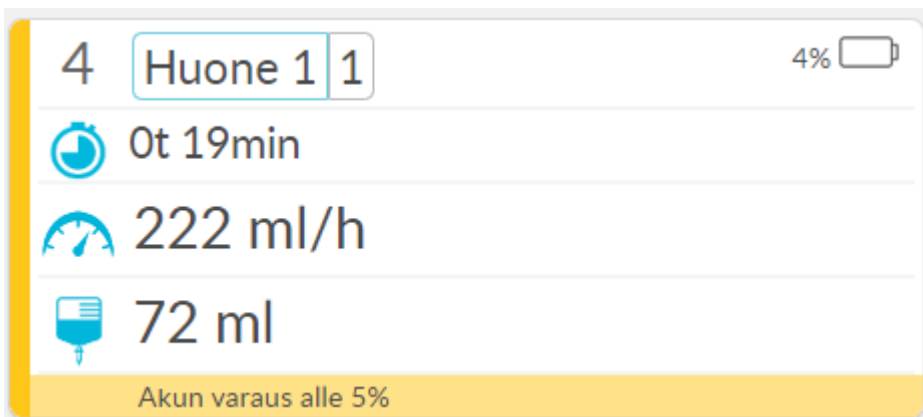 4 Huone 1 1 4%
0t 19min
222 ml/h
72 ml
Akun varaus alle 5%